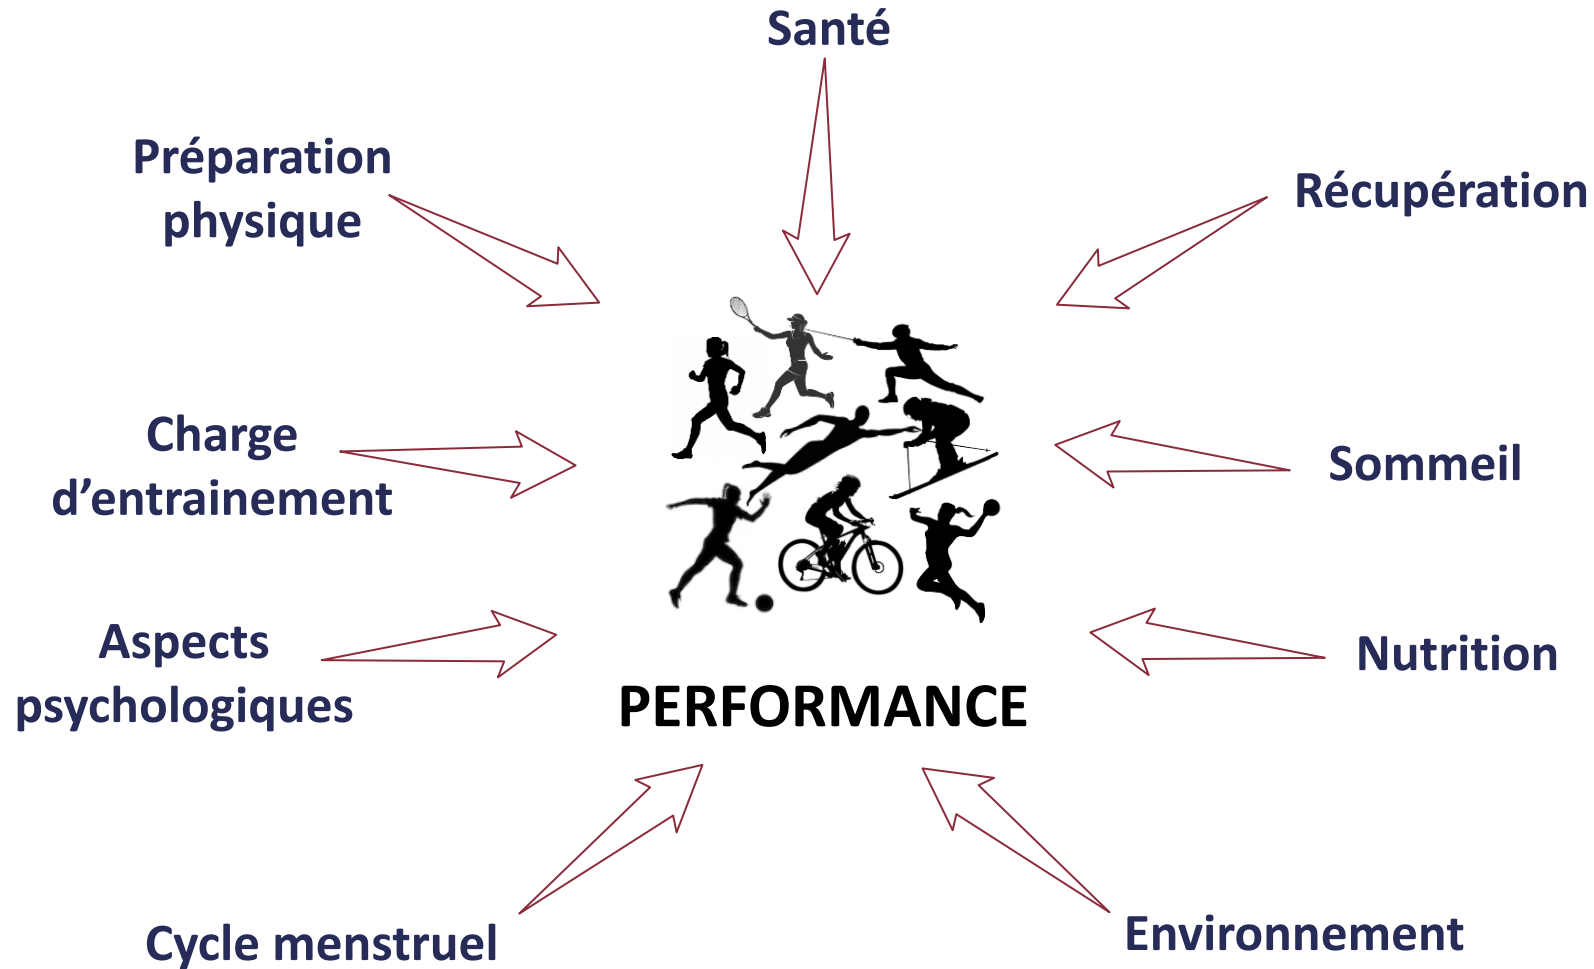 Santé
Préparation
physique
Récupération
Charge
d’entrainement
Sommeil
Aspects
psychologiques
Nutrition
PERFORMANCE
Cycle menstruel
Environnement